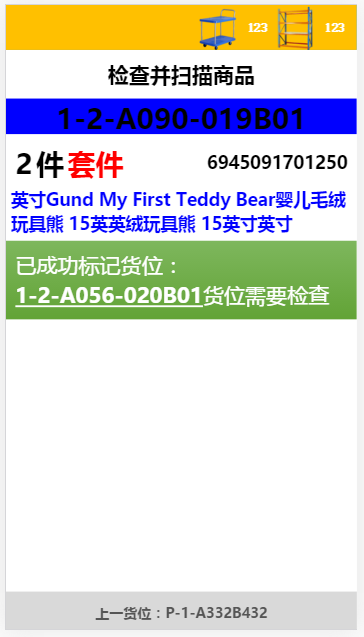 123 123
检查并扫描商品
1-2-A090-019B01
2件套件 6945091701250
英寸Gund My First Teddy Bear婴儿毛绒
玩具熊 15英英绒玩具熊 15英寸英寸
已成功标记货位：
1-2-A056-020B01货位需要检查
上一货位：P-1-A332B432